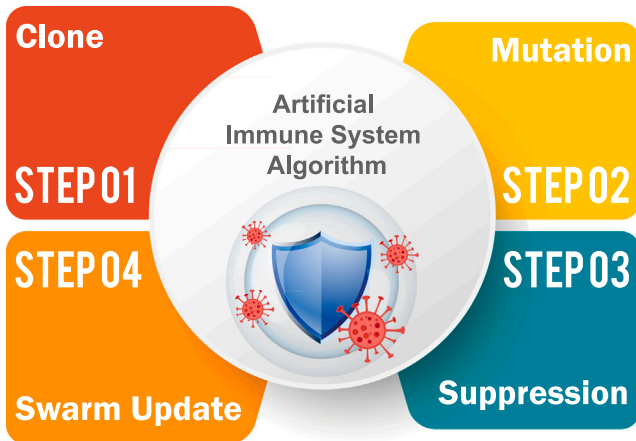 Clone
STEP 01
Mutation
STEP 02
Artificial
Immune System
Algorithm
STEP 03
Suppression
STEP 04
Swarm Update